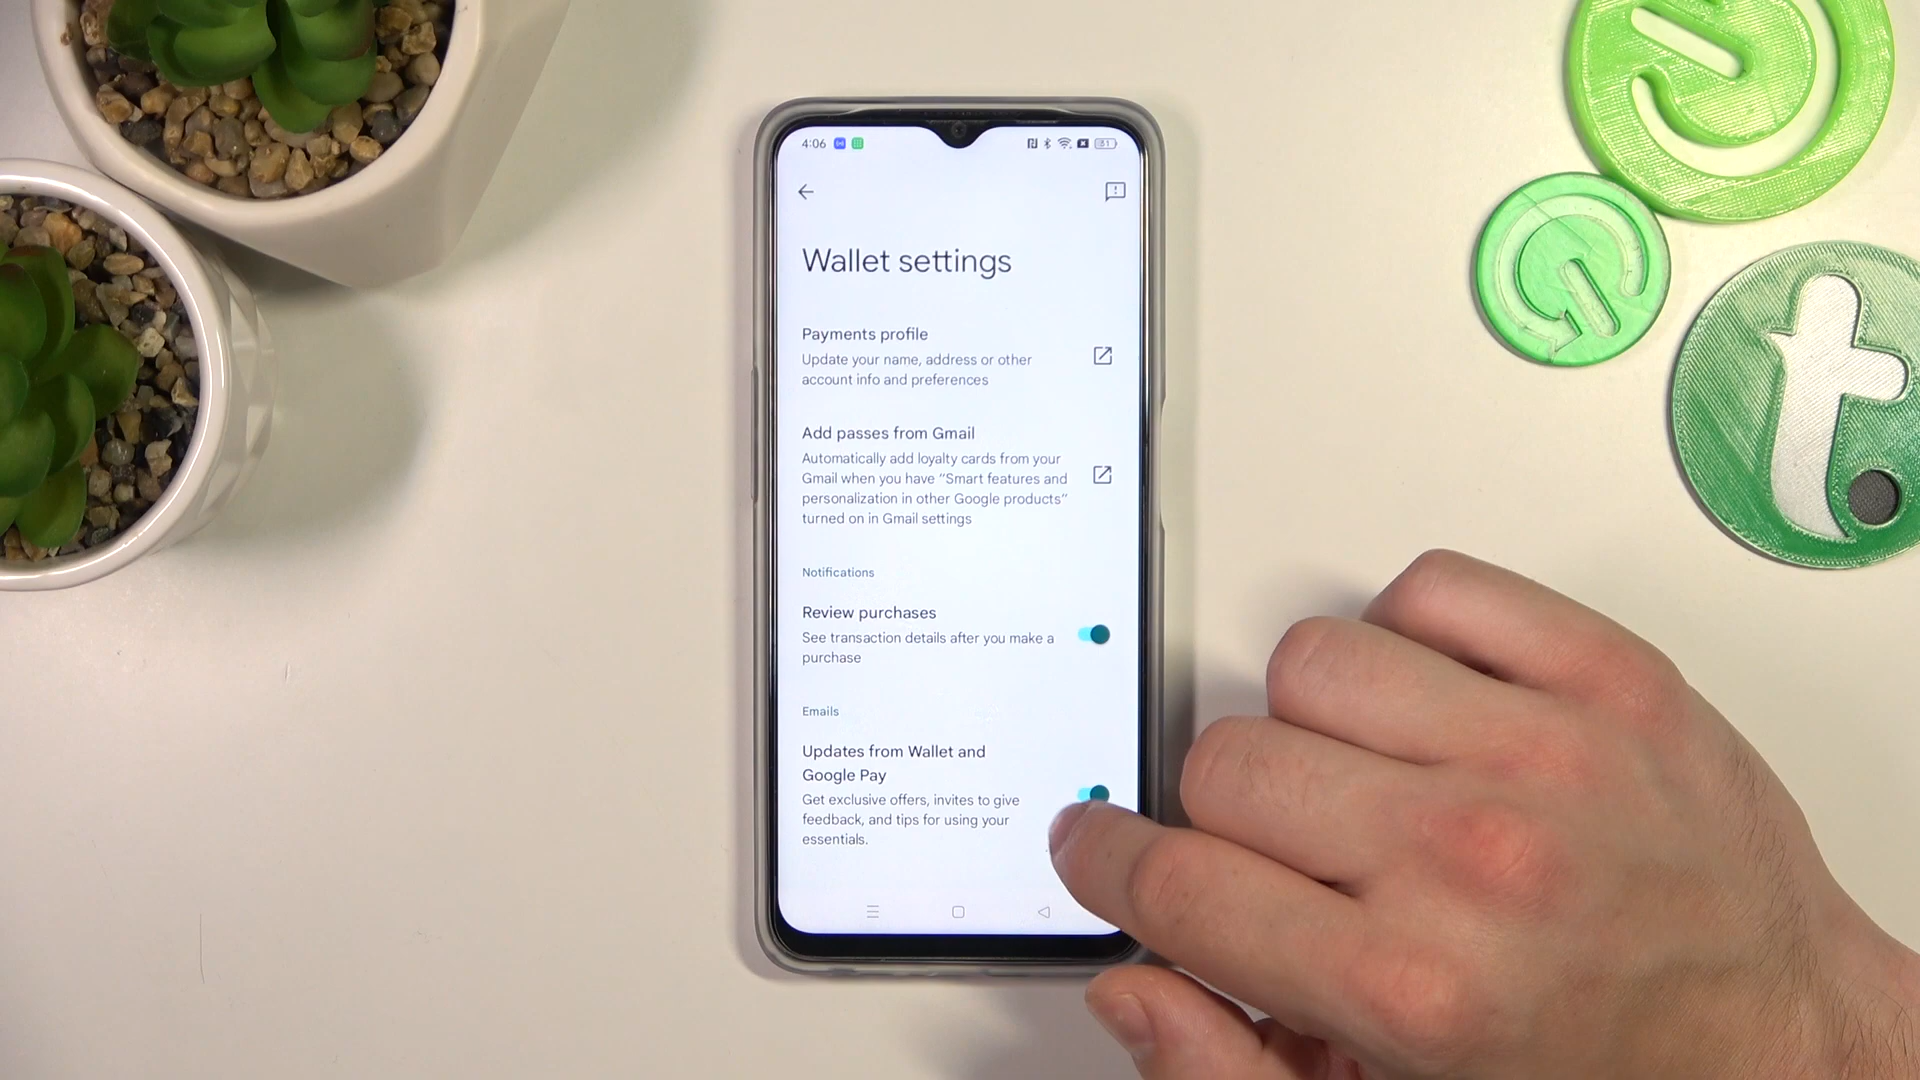 4:06
31
Wallet settings
Payments profile
Update your name, address or other
account info and preferences
Add passes from Gmail
Automatically add loyalty cards from your
Gmail when you have “Smart features and
personalization in other Google products”
turned on in Gmail settings
Notifications
Review purchases
See transaction details after you make a
purchase
Emails
Updates from Wallet and
Google Pay
Get exclusive offers, invites to give
feedback, and tips for using your
essentials.